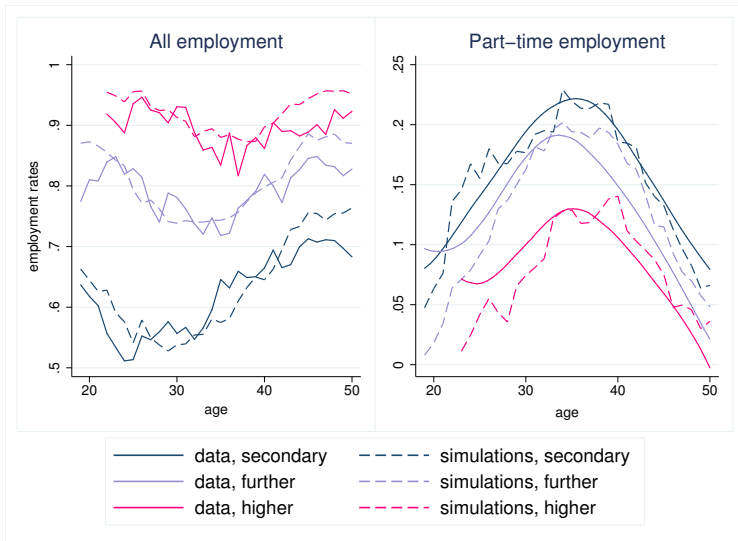 All employment
Part−time employment
employment rates
1
.9
.8
.7
.6
.5
20
30
40
50
age
.25
.2
.15
.1
.05
0
20
30
40
50
age
data, secondary
simulations, secondary
data, further
simulations, further
data, higher
simulations, higher